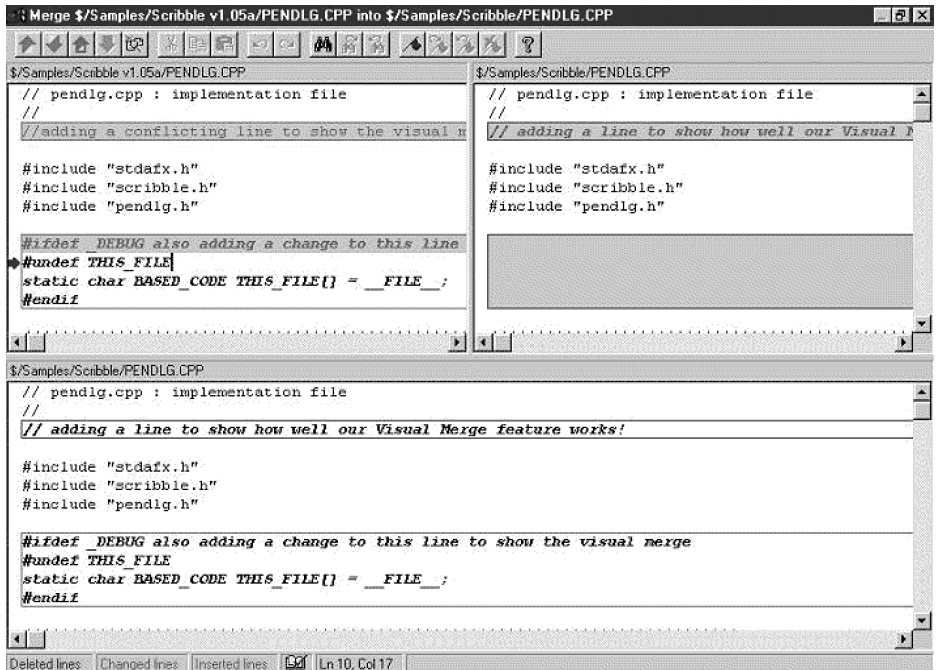 Merge $/Samples/Scribble v1.05a/PENDLG.CPP into $/Samples/Scribble/PENDLG.CPP
$/Samples/Scribble v1.05a/PENDLG.CPP
// pendlg.cpp : implementation file
//
//adding a conflicting line to show the visual m
#include "stdafx.h"
#include "scribble.h"
#include "pendlg.h"
#ifdef _DEBUG also adding a change to this line
#undef THIS_FILE
static char BASED_CODE THIS_FILE[] = __FILE__;
#endif
$/Samples/Scribble/PENDLG.CPP
// pendlg.cpp : implementation file
//
// adding a line to show how well our Visual M
#include "stdafx.h"
#include "scribble.h"
#include "pendlg.h"
$/Samples/Scribble/PENDLG.CPP
// pendlg.cpp : implementation file
//
// adding a line to show how well our Visual Merge feature works!
#include "stdafx.h"
#include "scribble.h"
#include "pendlg.h"
#ifdef _DEBUG also adding a change to this line to show the visual merge
#undef THIS_FILE
static char BASED_CODE THIS_FILE[] = __FILE__;
#endif
Deleted lines Changed lines Inserted lines Ln 10, Col 17